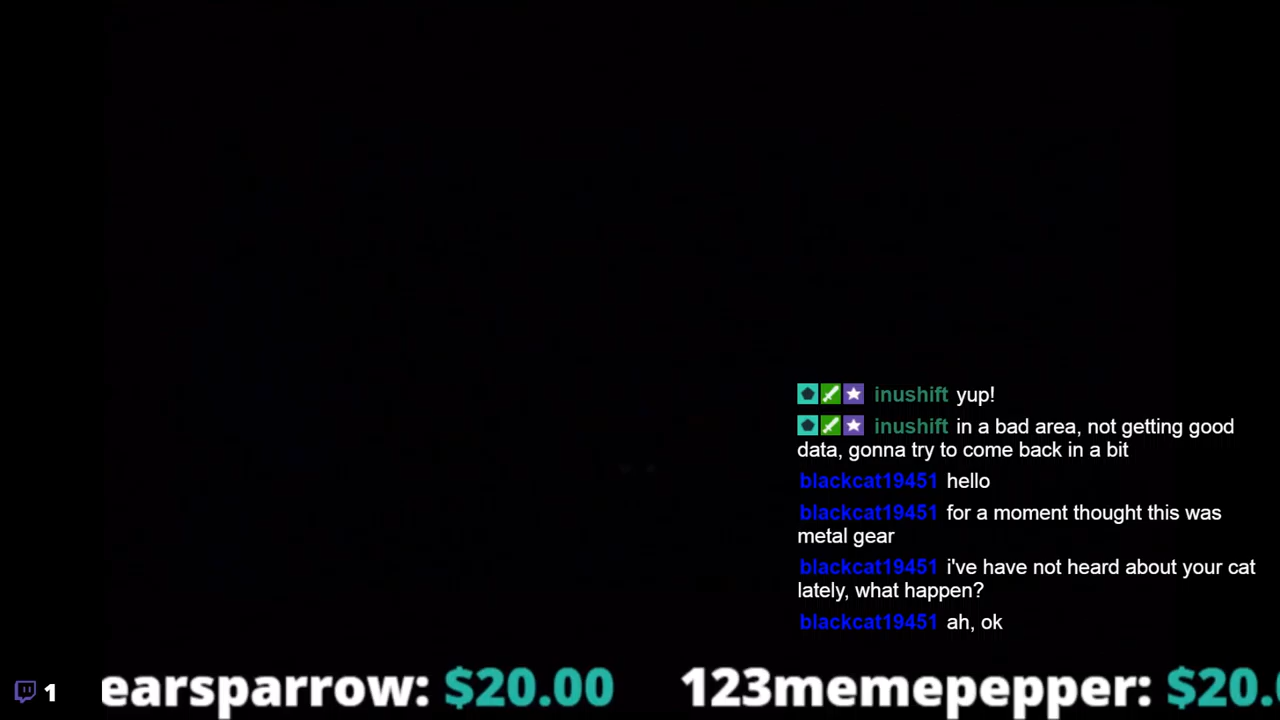 inushift yup!
inushift in a bad area, not getting good
data, gonna try to come back in a bit
blackcat19451 hello
blackcat19451 for a moment thought this was
metal gear
blackcat19451 i've have not heard about your cat
lately, what happen?
blackcat19451 ah, ok
1 earsparrow: $20.00 123memepepper: $20.